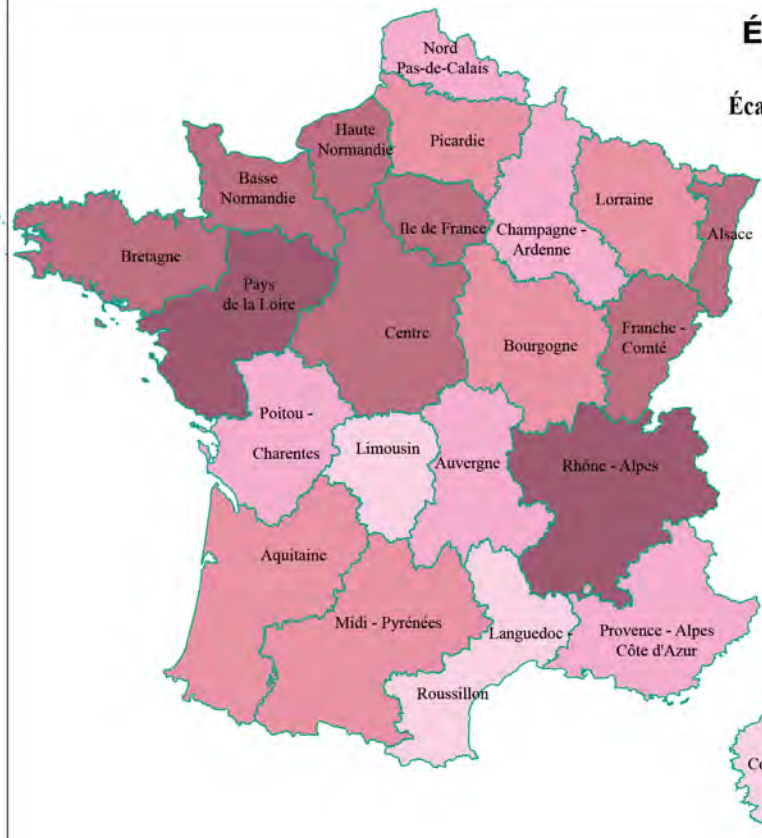 É
Éca
Nord
Pas-de-Calais
Haute
Normandie
Picardie
Basse
Normandie
Ile de France
Champagne -
Ardenne
Lorraine
Alsace
Bretagne
Pays
de la Loire
Centre
Bourgogne
Franche -
Comté
Poitou -
Charentes
Limousin
Auvergne
Rhône - Alpes
Aquitaine
Midi - Pyrénées
Languedoc -
Roussillon
Provence - Alpes
Côte d'Azur
Co